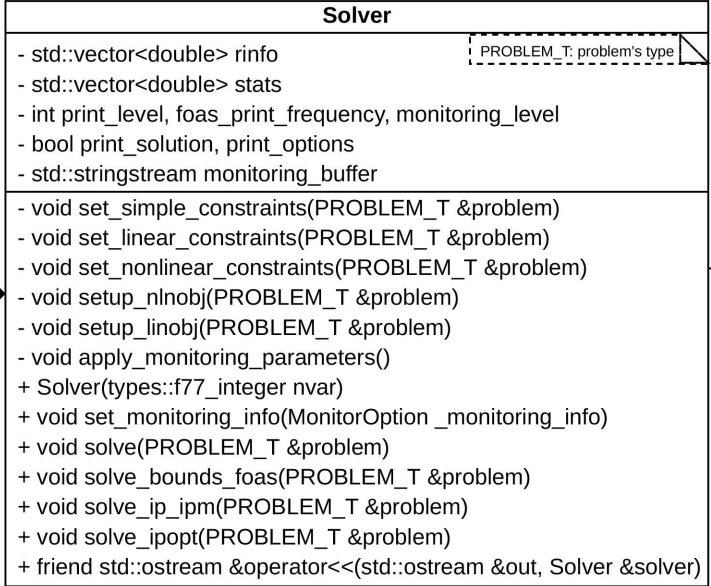 Solver
PROBLEM_T: problem's type
- std::vector<double> rinfo
- std::vector<double> stats
- int print_level, foas_print_frequency, monitoring_level
- bool print_solution, print_options
- std::stringstream monitoring_buffer
- void set_simple_constraints(PROBLEM_T &problem)
- void set_linear_constraints(PROBLEM_T &problem)
- void set_nonlinear_constraints(PROBLEM_T &problem)
- void setup_nlnobj(PROBLEM_T &problem)
- void setup_linobj(PROBLEM_T &problem)
- void apply_monitoring_parameters()
+ Solver(types::f77_integer nvar)
+ void set_monitoring_info(MonitorOption _monitoring_info)
+ void solve(PROBLEM_T &problem)
+ void solve_bounds_foas(PROBLEM_T &problem)
+ void solve_ip_ipm(PROBLEM_T &problem)
+ void solve_ipopt(PROBLEM_T &problem)
+ friend std::ostream &operator<<(std::ostream &out, Solver &solver)